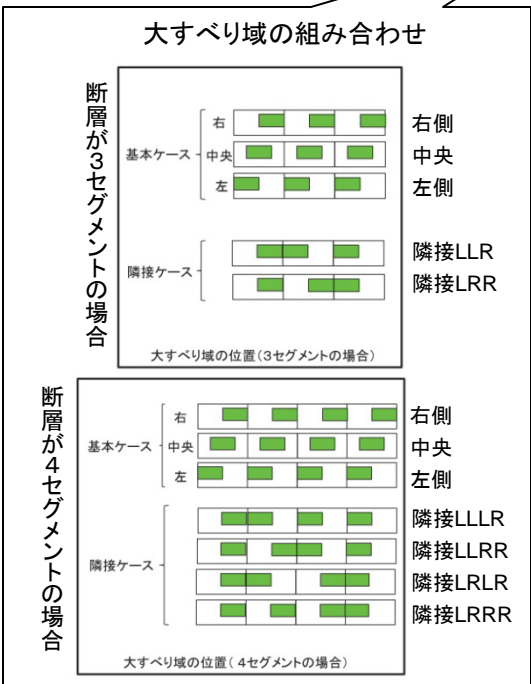 大すべり域の組み合わせ
断層が3セグメントの場合
基本ケース
右
右側
中央
中央
左
左側
隣接ケース
隣接LLR
隣接LRR
大すべり域の位置(3セグメントの場合)
断層が4セグメントの場合
基本ケース
右
右側
中央
中央
左
左側
隣接ケース
隣接LLLR
隣接LLRR
隣接LRLR
隣接LRRR
大すべり域の位置( 4セグメントの場合)